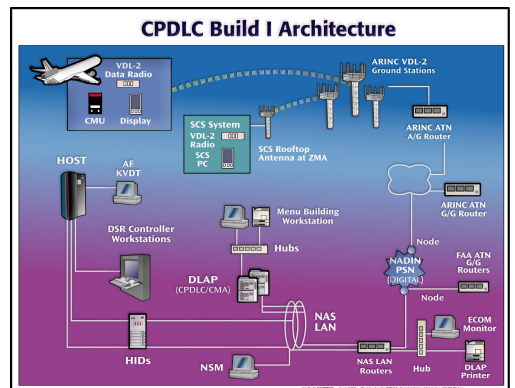 CPDLC Build I Architecture
VDL-2
Data Radio
CMU
Display
SCS System
VDL-2
Radio
SCS
PC
SCS Rooftop
Antenna at ZMA
ARINC VDL-2
Ground Stations
ARINC ATN
A/G Router
ARINC ATN
G/G Router
HOST
AF
KVDT
DSR Controller
Workstations
Menu Building
Workstation
Hubs
DLAP
(CPDLC/CMA)
NAS
LAN
Node
NADIN
PSN
(DIGITAL)
Node
FAA ATN
G/G
Routers
ECOM
Monitor
HIDs
NSM
NAS LAN
Routers
Hub
DLAP
Printer